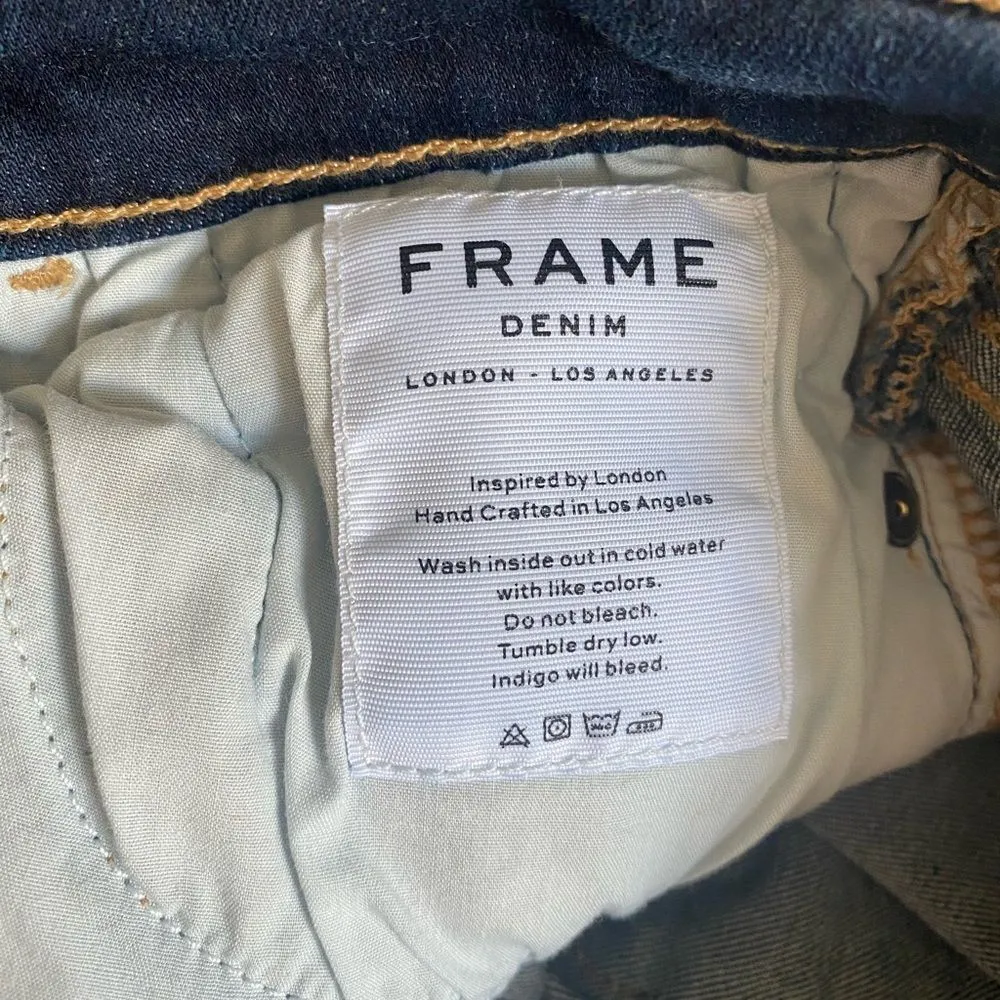 FRAME
DENIM
LONDON - LOS ANGELES
Inspired by London
Hand Crafted in Los Angeles
Wash inside out in cold water
with like colors.
Do not bleach.
Tumble dry low.
Indigo will bleed.